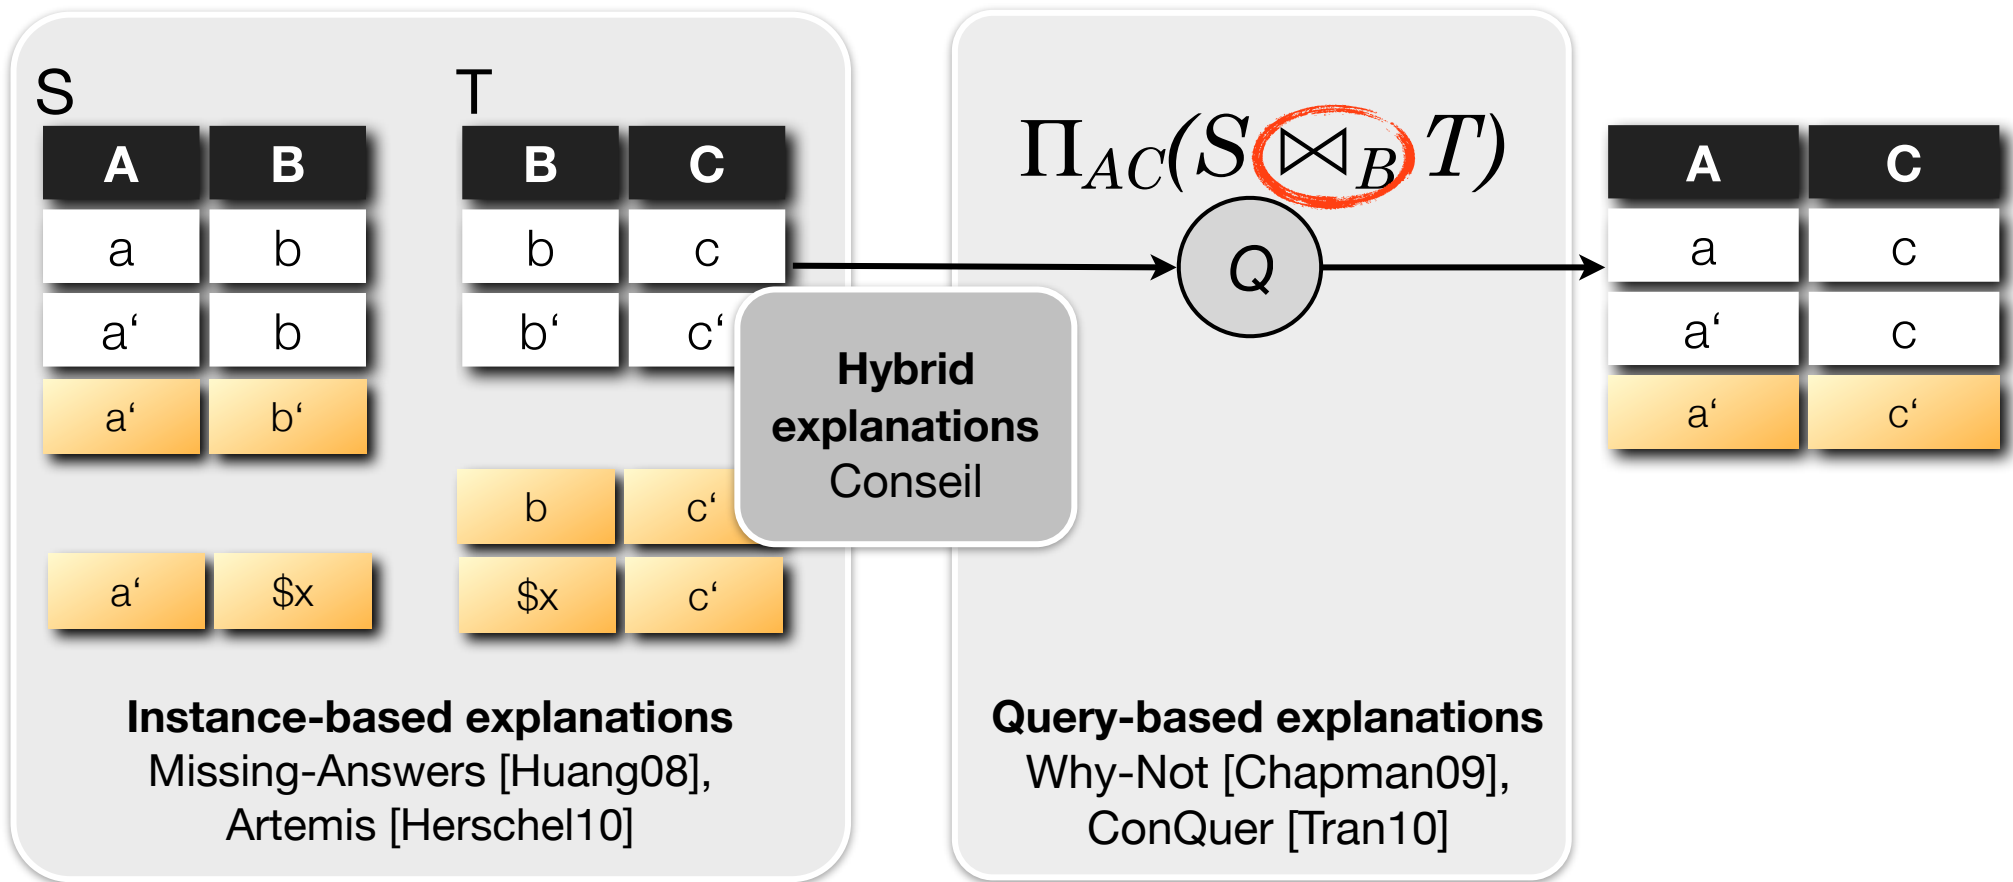 S
A B
a b
a‘ b
a‘ b‘
a‘ $x
T
B C
b c
b‘ c‘
b c‘
$x c‘
Instance-based explanations
Missing-Answers [Huang08],
Artemis [Herschel10]
Hybrid
explanations
Conseil
Π_AC(S ⋈_B T)
Q
Query-based explanations
Why-Not [Chapman09],
ConQuer [Tran10]
A C
a c
a‘ c
a‘ c‘